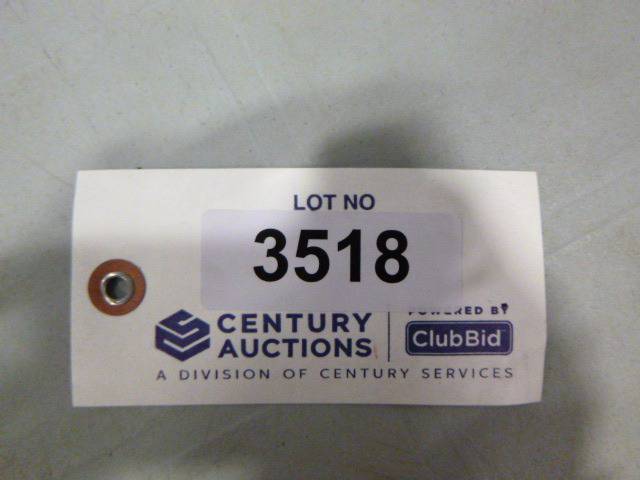 LOT NO
3518
CENTURY
AUCTIONS
POWERED BY
ClubBid
A DIVISION OF CENTURY SERVICES